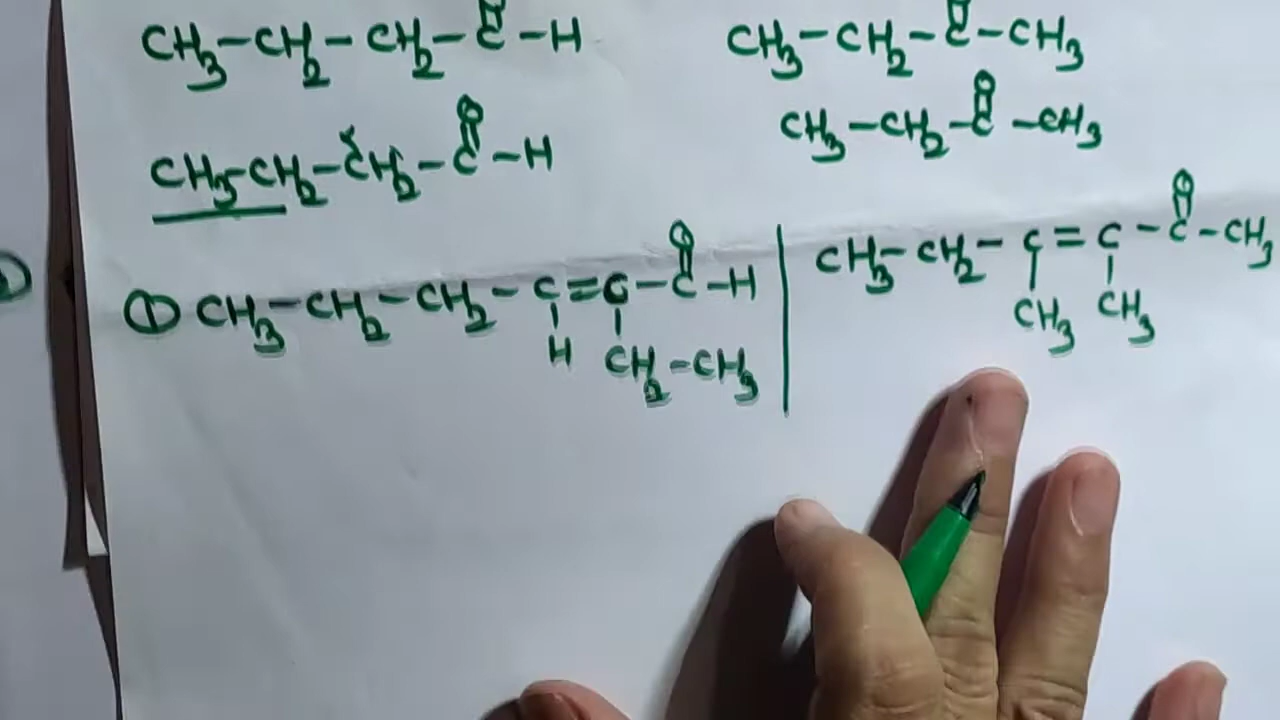 CH3-CH2-CH2-C-H
CH3-CH2-C-CH3
O
CH3-CH2-C-CH3
O
CH3-CH2-CH2-C-H
O
① CH3-CH2-CH2-C=C-C-H
H CH2-CH3
O
CH3-CH2-C=C-C-CH3
CH3 CH3